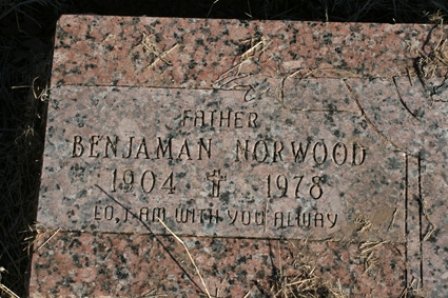 FATHER
BENJAMAN NORWOOD
1904 ✝ 1978
LO, I AM WITH YOU ALWAY